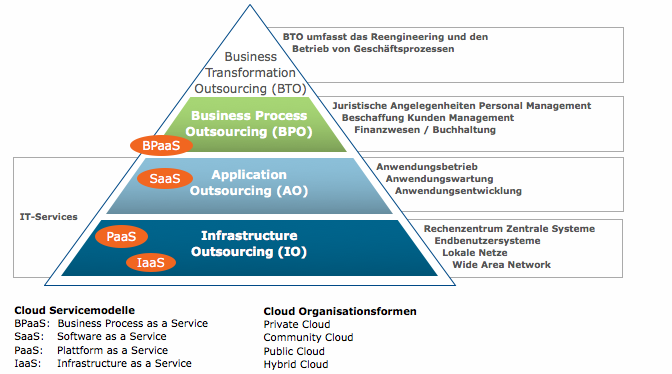 Business
Transformation
Outsourcing (BTO)
BTO umfasst das Reengineering und den
Betrieb von Geschäftsprozessen
Business Process
Outsourcing (BPO)
BPaaS
Juristische Angelegenheiten Personal Management
Beschaffung Kunden Management
Finanzwesen / Buchhaltung
SaaS
Application
Outsourcing (AO)
Anwendungsbetrieb
Anwendungswartung
Anwendungsentwicklung
IT-Services
PaaS
IaaS
Infrastructure
Outsourcing (IO)
Rechenzentrum Zentrale Systeme
Endbenutzersysteme
Lokale Netze
Wide Area Network
Cloud Servicemodelle
BPaaS: Business Process as a Service
SaaS: Software as a Service
PaaS: Plattform as a Service
IaaS: Infrastructure as a Service
Cloud Organisationsformen
Private Cloud
Community Cloud
Public Cloud
Hybrid Cloud